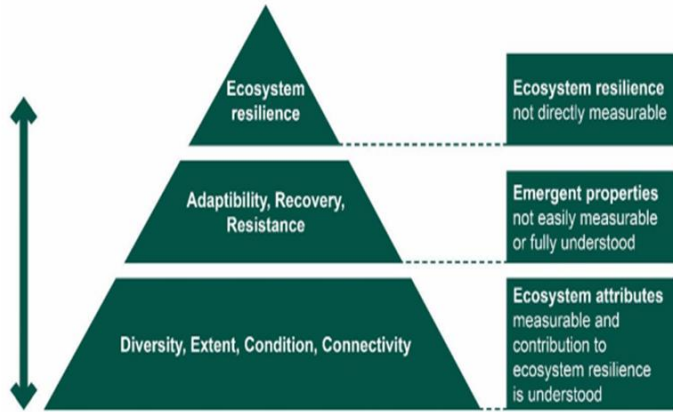 Ecosystem
resilience
Ecosystem resilience
not directly measurable
Adaptibility, Recovery,
Resistance
Emergent properties
not easily measurable
or fully understood
Diversity, Extent, Condition, Connectivity
Ecosystem attributes
measurable and
contribution to
ecosystem resilience
is understood